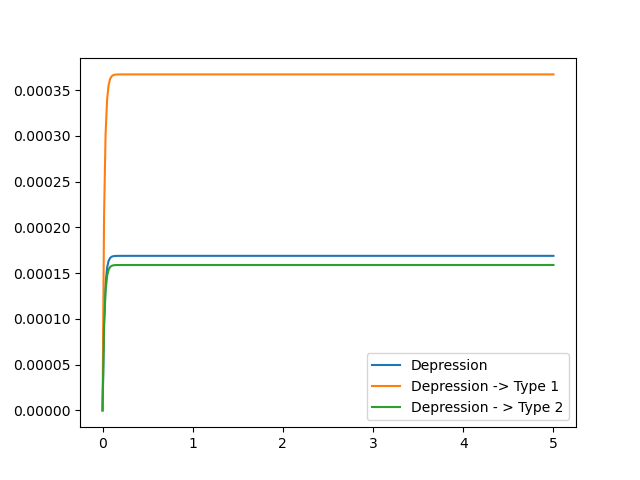 0.00035
0.00030
0.00025
0.00020
0.00015
0.00010
0.00005
0.00000
Depression
Depression -> Type 1
Depression - > Type 2
0 1 2 3 4 5